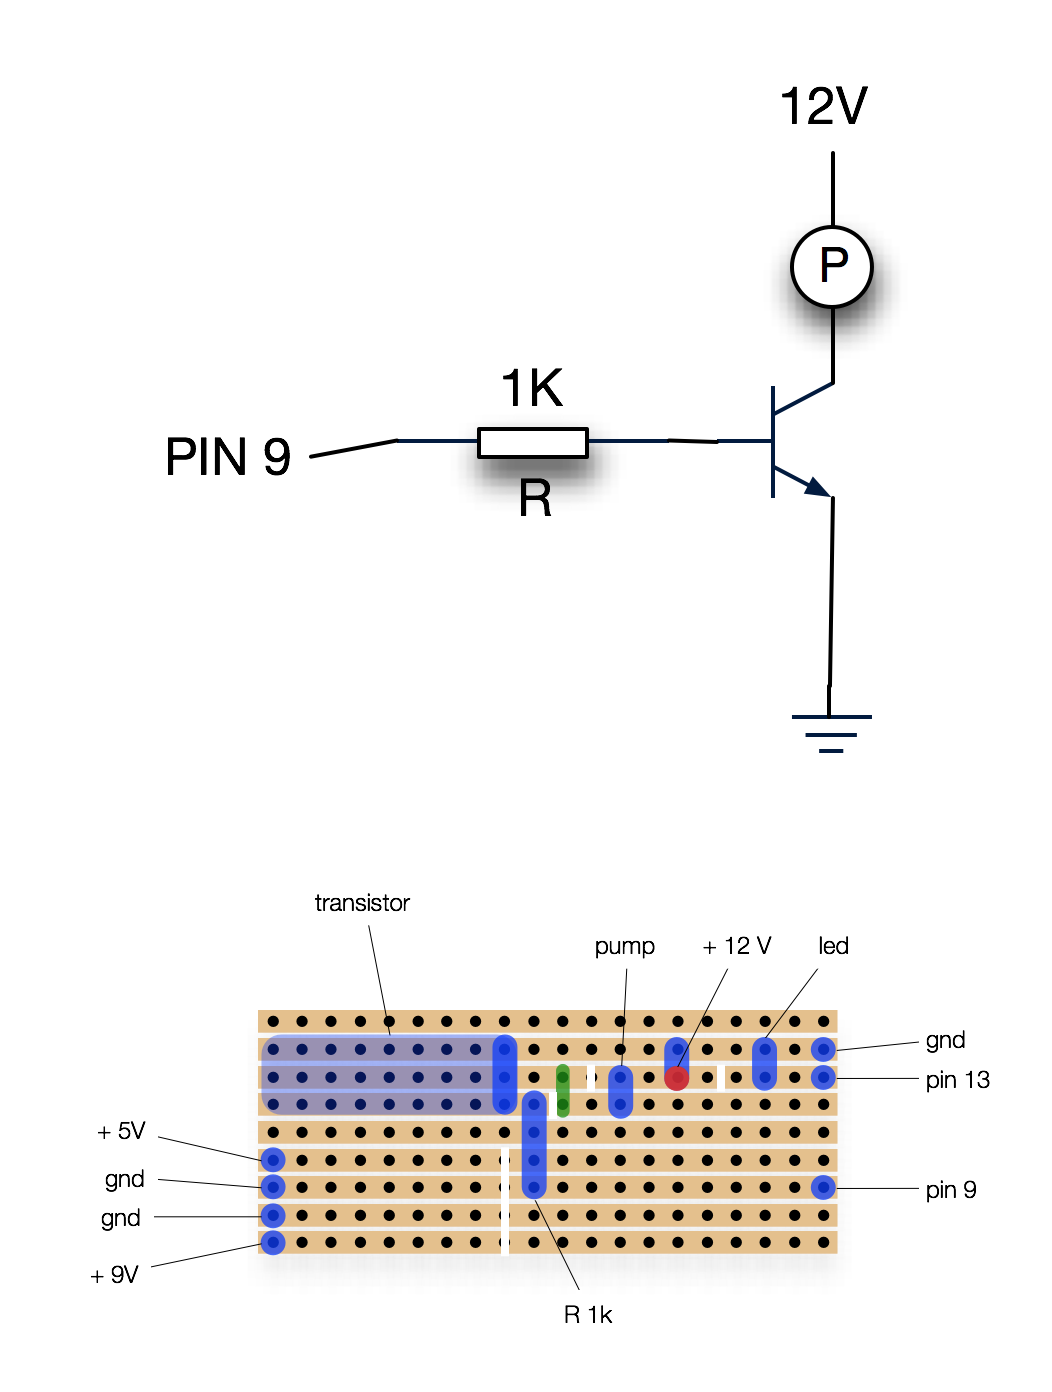 12V
P
1K
PIN 9
R
transistor
pump
+ 12 V
led
gnd
pin 13
+ 5V
gnd
pin 9
gnd
+ 9V
R 1k